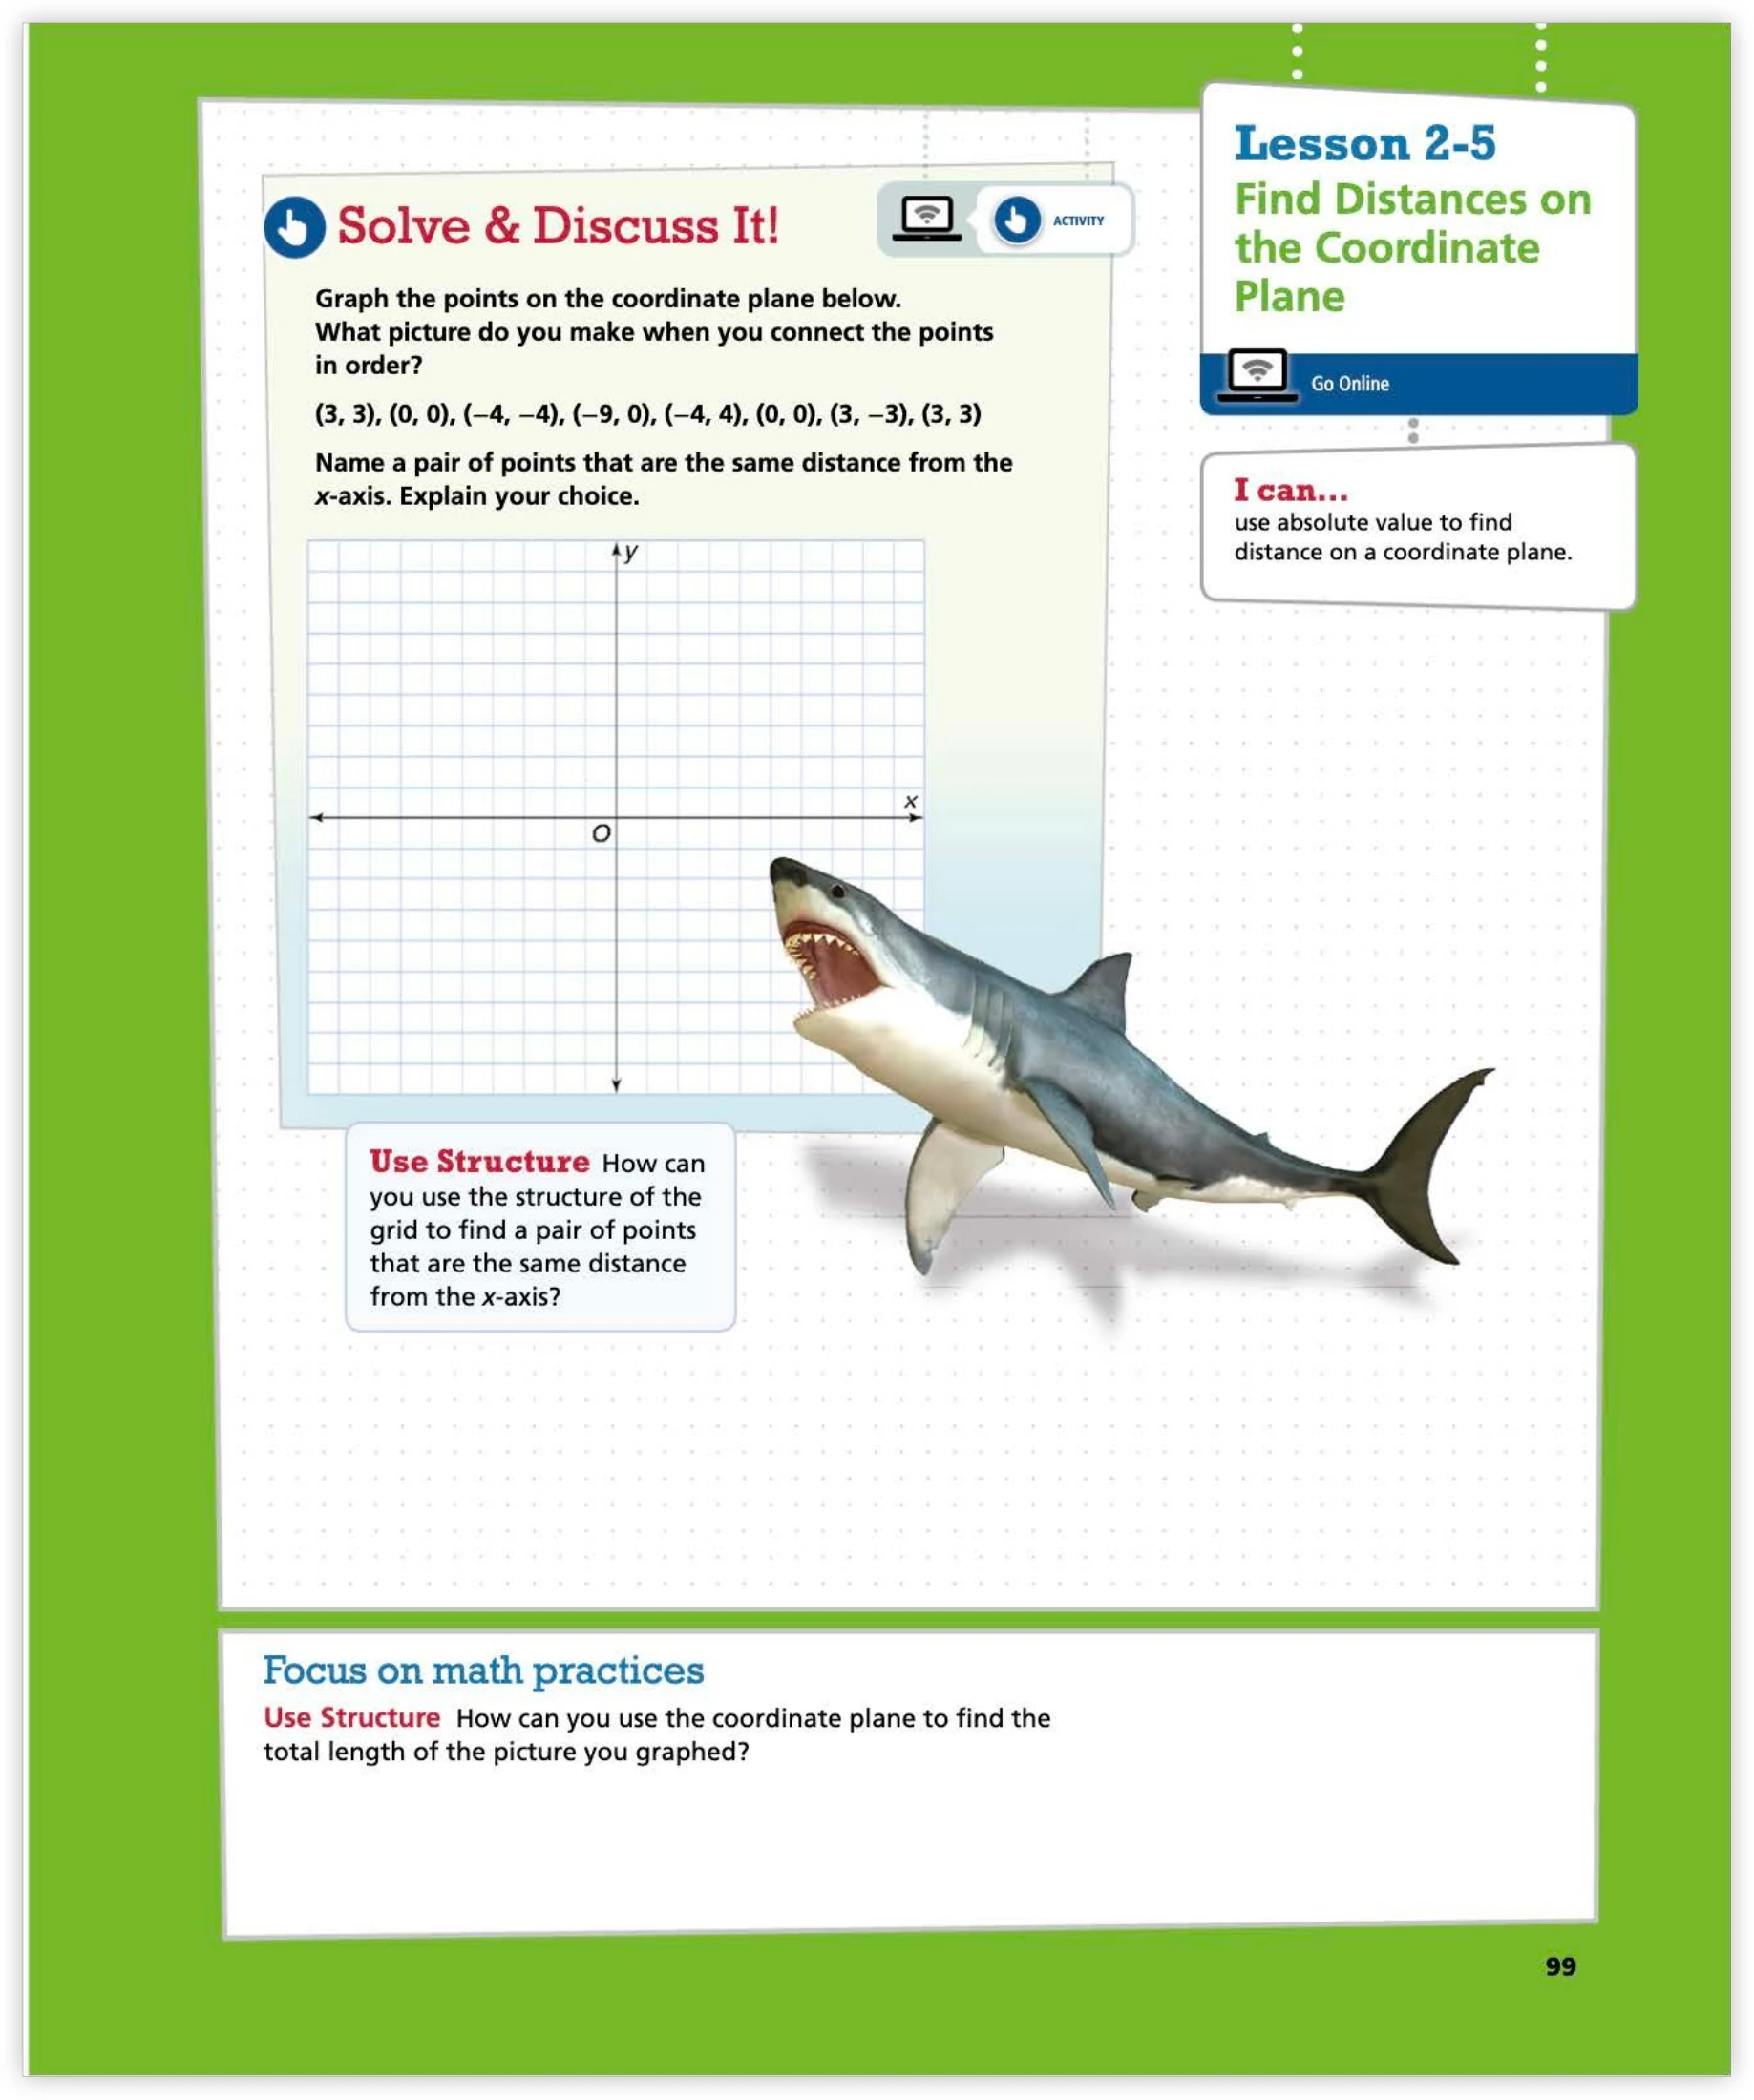 Lesson 2-5
Find Distances on
the Coordinate
Plane
Go Online
I can...
use absolute value to find
distance on a coordinate plane.
Solve & Discuss It!
ACTIVITY
Graph the points on the coordinate plane below.
What picture do you make when you connect the points
in order?
(3, 3), (0, 0), (−4, −4), (−9, 0), (−4, 4), (0, 0), (3, −3), (3, 3)
Name a pair of points that are the same distance from the
x-axis. Explain your choice.
y
x
O
Use Structure How can
you use the structure of the
grid to find a pair of points
that are the same distance
from the x-axis?
Focus on math practices
Use Structure How can you use the coordinate plane to find the
total length of the picture you graphed?
99